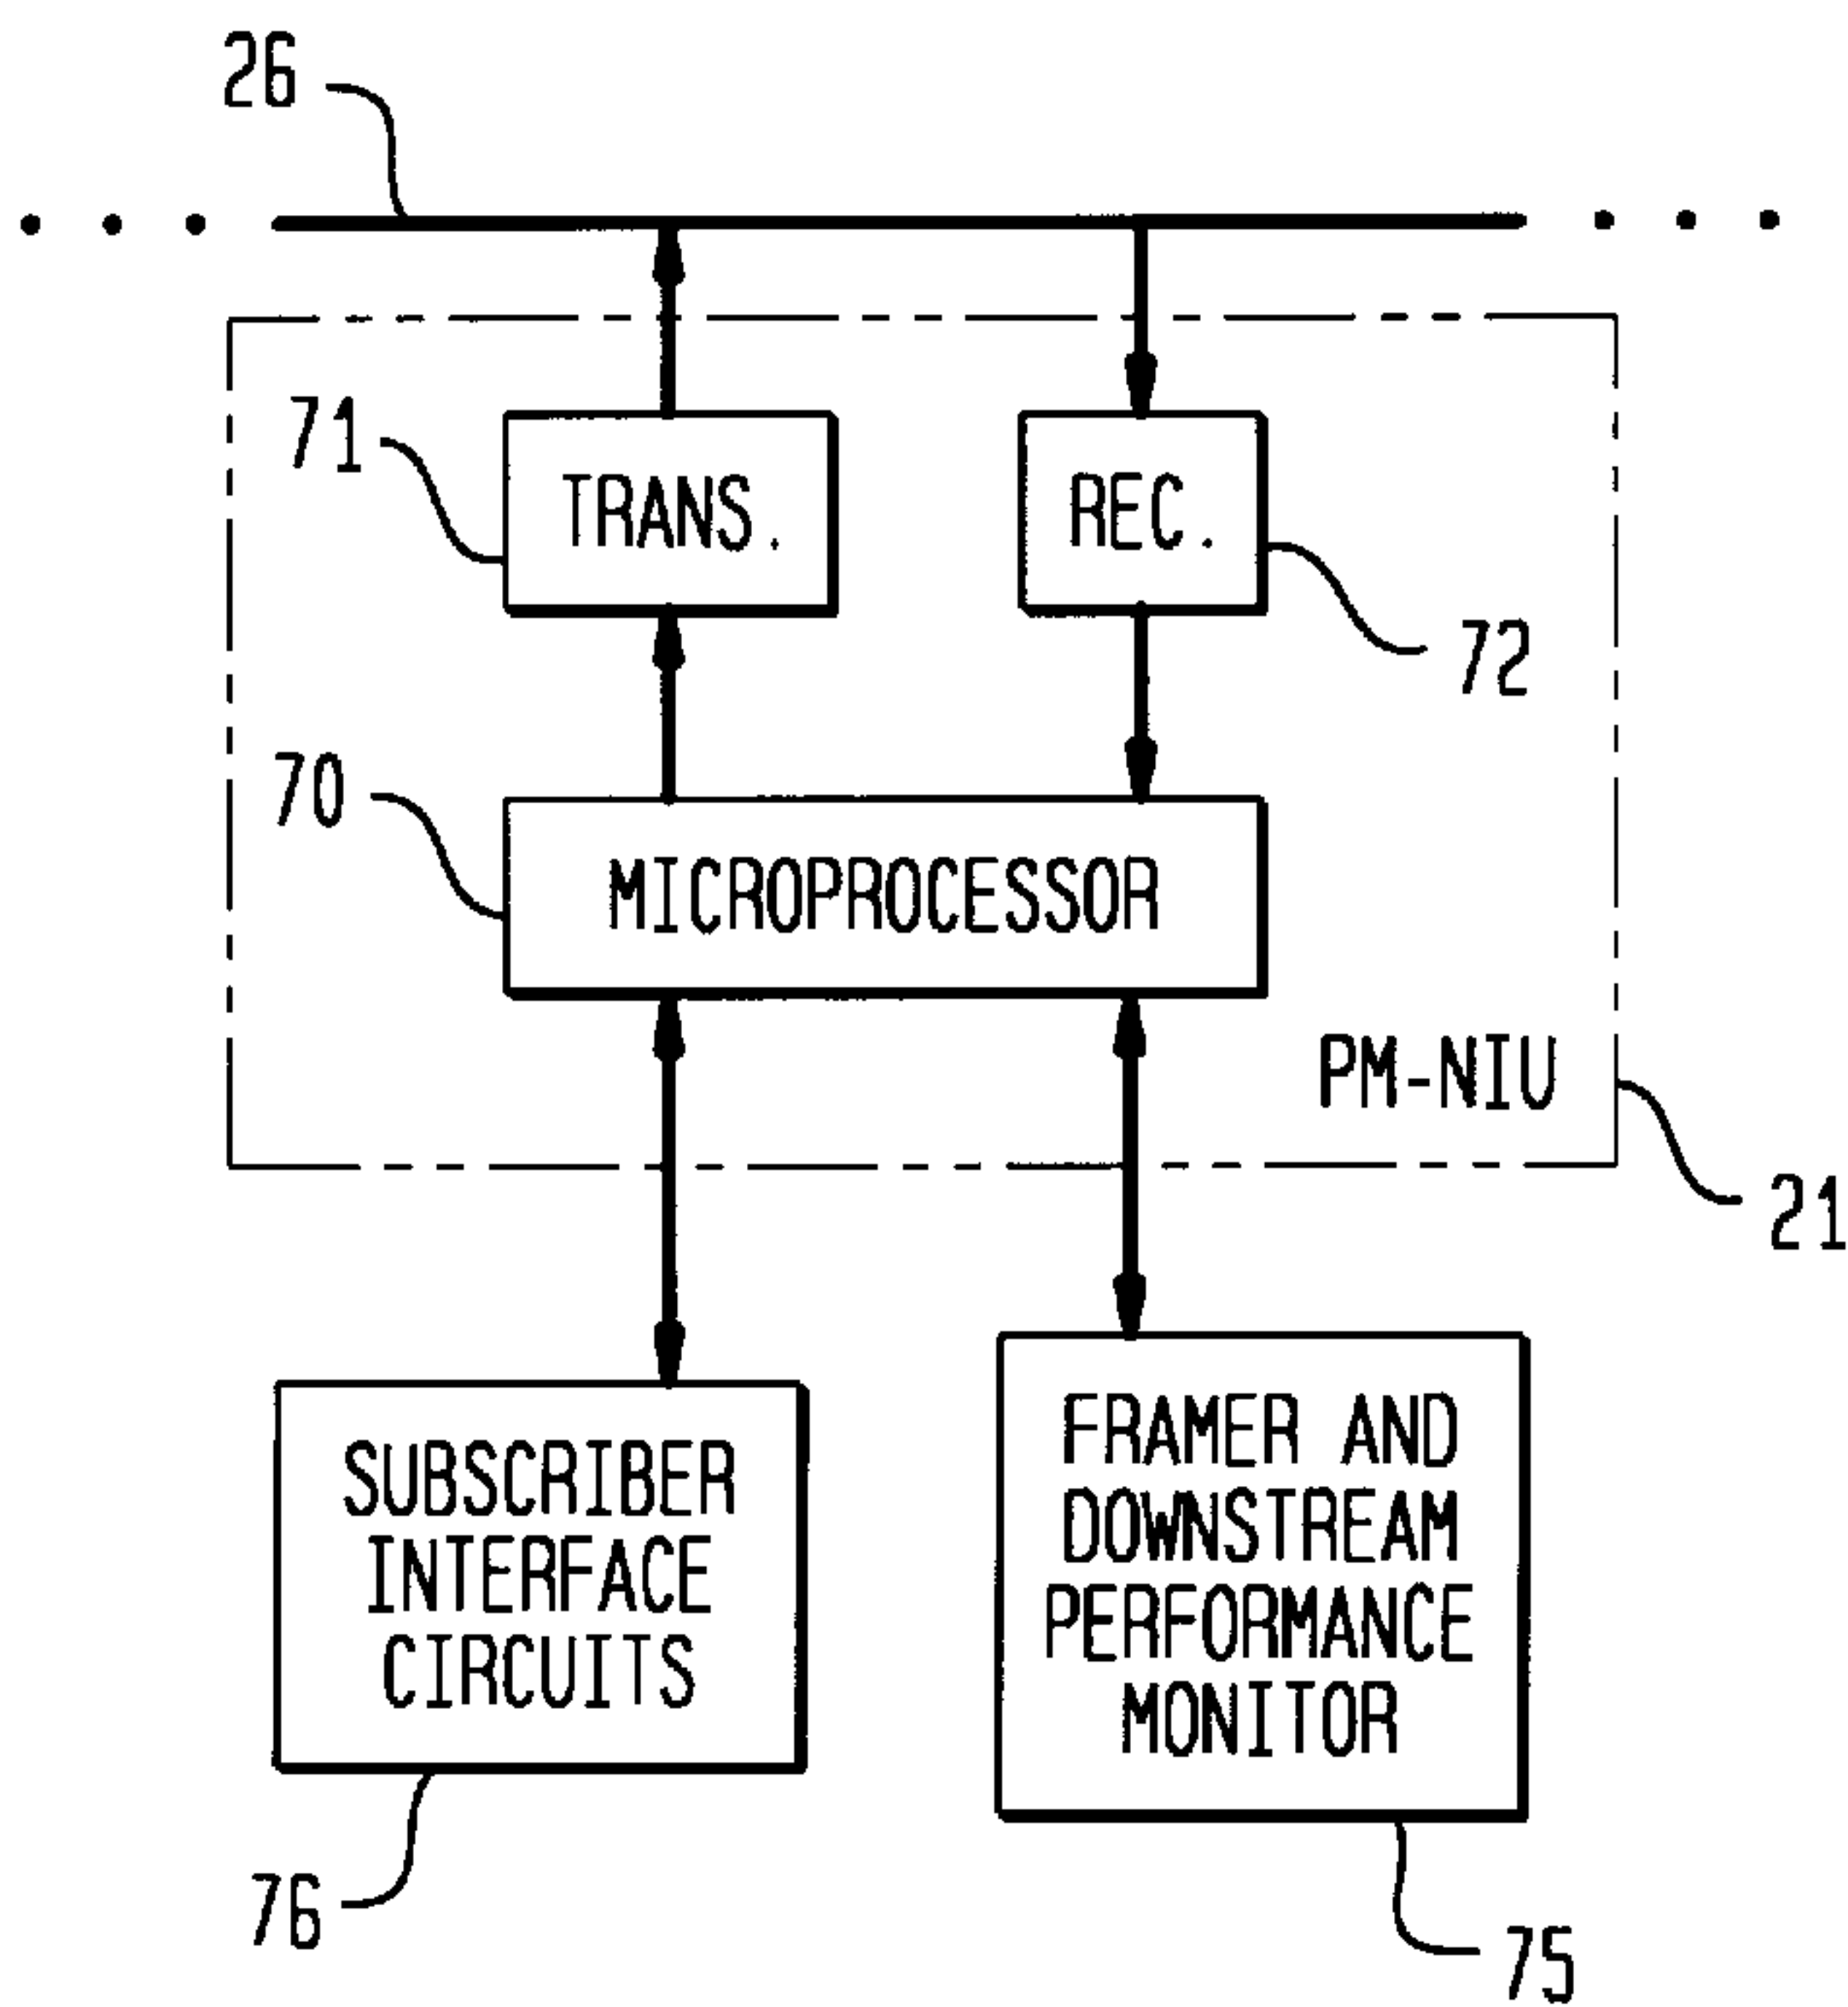 26
71
TRANS.
REC.
72
70
MICROPROCESSOR
PM-NIU
21
SUBSCRIBER
INTERFACE
CIRCUITS
FRAMER AND
DOWNSTREAM
PERFORMANCE
MONITOR
76
75